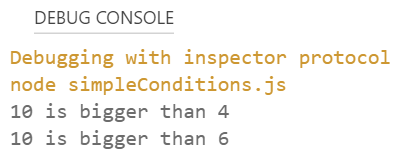 DEBUG CONSOLE
Debugging with inspector protocol
node simpleConditions.js
10 is bigger than 4
10 is bigger than 6